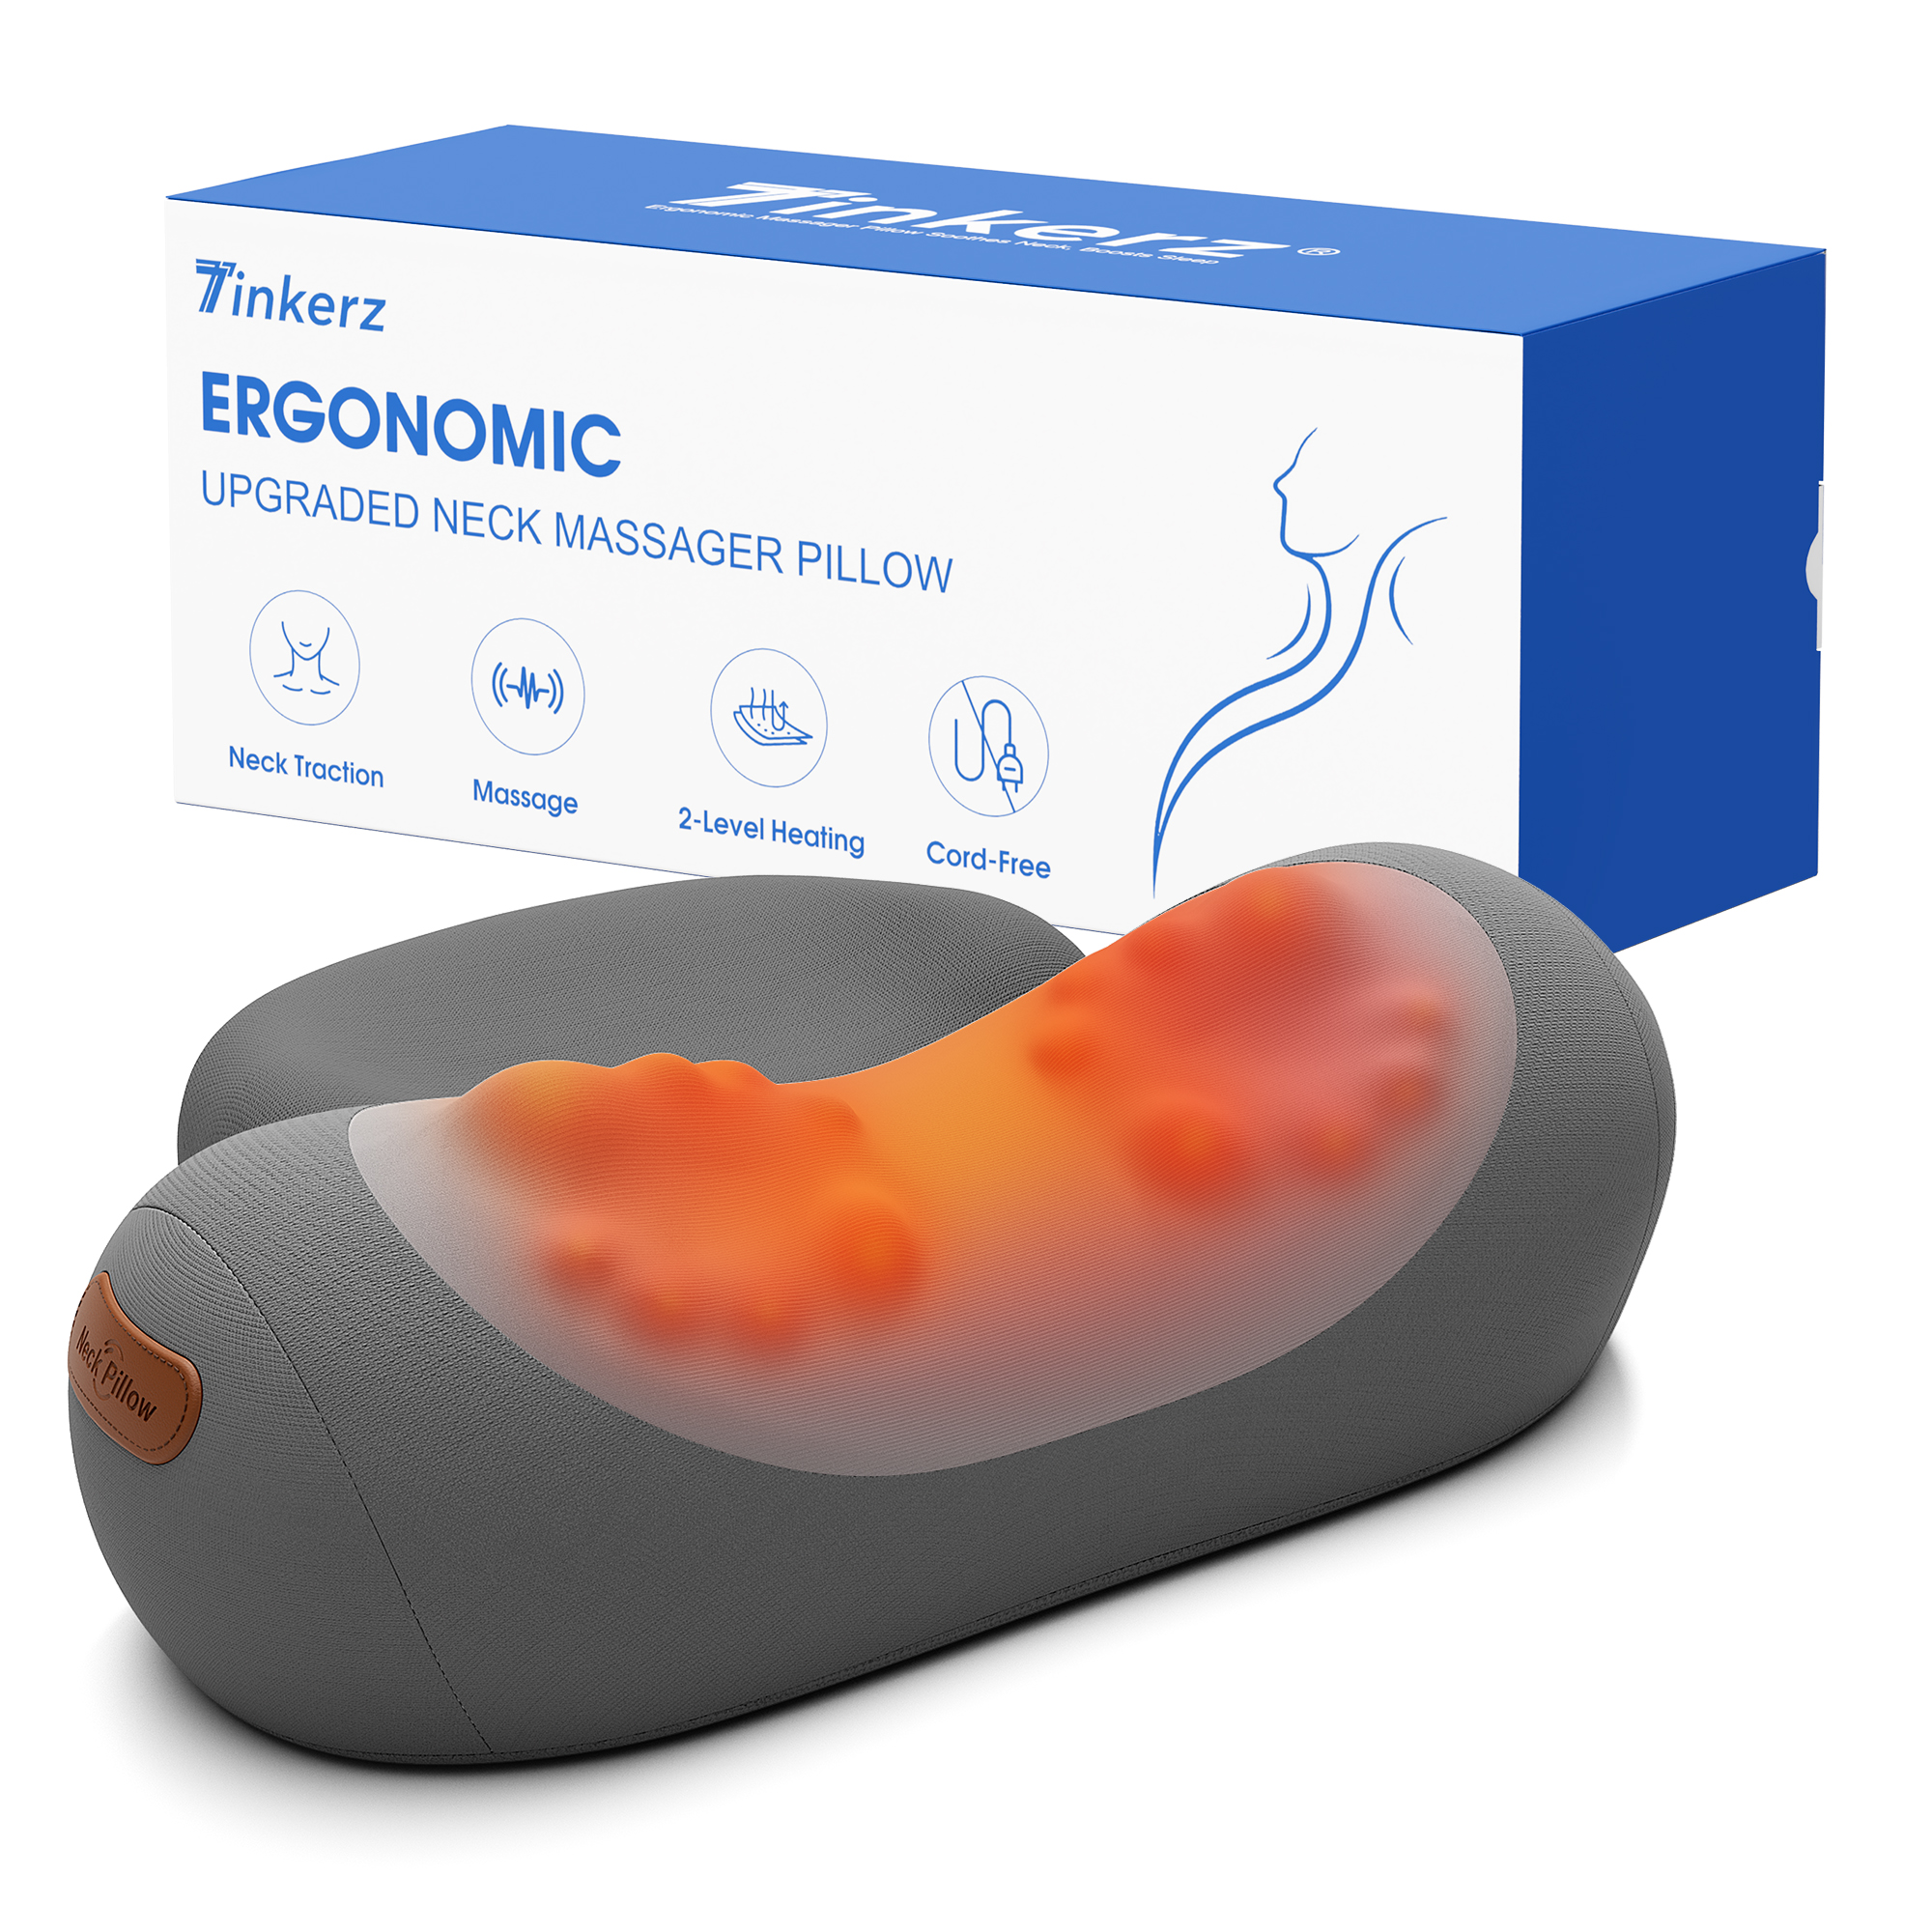 Tinkerz®
Ergonomic Massager Pillow Soothes Neck, Boosts Sleep
Tinkerz
ERGONOMIC
UPGRADED NECK MASSAGER PILLOW
Neck Traction
Massage
2-Level Heating
Cord-Free
Neck Pillow